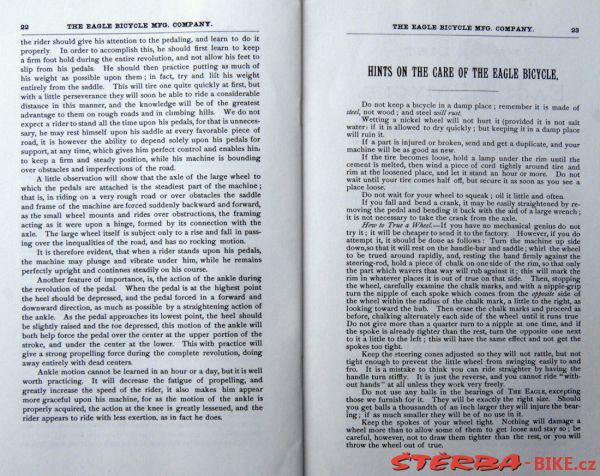 22 THE EAGLE BICYCLE MFG. COMPANY.
the rider should give his attention to the pedaling, and learn to do it
properly. In order to accomplish this, he should first learn to keep
a firm foot hold during the entire revolution, and not allow his feet to
slip from his pedals. He should then practice putting as much of
his weight as possible upon them; in fact, try and lift his weight
entirely from the saddle. This will tire one quite quickly at first, but
with a little perseverance they will soon be able to ride a considerable
distance in this manner, and the knowledge will be of the greatest
advantage to them on rough roads and in climbing hills. We do not
expect a rider to stand all the time upon his pedals, for that is unneces-
sary, he may rest himself upon his saddle at every favorable piece of
road, it is however the ability to depend solely upon his pedals for
support, at any time, which gives him perfect control and enables him
to keep a firm and steady position, while his machine is bounding
over obstacles and imperfections of the road.
A little observation will show that the axle of the large wheel to
which the pedals are attached is the steadiest part of the machine;
that is, in riding on a very rough road or over obstacles the saddle
and frame of the machine are forced suddenly backward and forward,
as the small wheel mounts and rides over obstructions, the framing
acting as it were upon a hinge, formed by its connection with the
axle. The large wheel itself is subject only to a rise and fall in pass-
ing over the inequalities of the road, and has no rocking motion.
It is therefore evident, that when a rider stands upon his pedals,
the machine may plunge and vibrate under him, while he remains
perfectly upright and continues steadily on his course.
Another feature of importance, is the action of the ankle during
the revolution of the pedal. When the pedal is at the highest point
the heel should be depressed, and the pedal forced in a forward and
downward direction, as much as possible by a straightening action of
the ankle. As the pedal approaches its lowest point, the heel should
be slightly raised and the toe depressed, this motion of the ankle will
both help force the pedal over the center at the upper portion of the
stroke, and under the center at the lower. This with practice will
give a strong propelling force during the complete revolution, doing
away entirely with dead centers.
Ankle motion cannot be learned in an hour or a day, but it is well
worth practicing. It will decrease the fatigue of propelling, and
greatly increase the speed of the rider, it also makes him appear
more graceful upon his machine, for as the motion of the ankle is
properly acquired, the action at the knee is greatly lessened, and the
rider appears to ride with less exertion, as in fact he does.
THE EAGLE BICYCLE MFG. COMPANY. 23
HINTS ON THE CARE OF THE EAGLE BICYCLE.
Do not keep a bicycle in a damp place; remember it is made of
steel, not wood; and steel will rust.
Wetting a nickel wheel will not hurt it (provided it is not salt
water) if it is allowed to dry quickly; but keeping it in a damp place
will ruin it.
If a part is injured or broken, send and get a duplicate, and your
machine will be as good as new.
If the tire becomes loose, hold a lamp under the rim until the
cement is melted, then wind a piece of cord tightly around tire and
rim at the loosened place, and let it stand an hour or more. Do not
wait until your tire comes half off, but secure it as soon as you see a
place loose.
Do not wait for your wheel to squeak; oil it little and often.
If you fall and bend a crank, it may be easily straightened by re-
moving the pedal and bending it back with the aid of a large wrench;
it is not necessary to take the crank from the axle.
How to True a Wheel.—If you have no mechanical genius do not
try it; it will be cheaper to send it to the factory. However, if you do
attempt it, it should be done as follows: Turn the machine up side
down, so that it will rest on the handle-bar and saddle; whirl the wheel
to be trued around rapidly, and, resting the hand firmly against the
steering-rod, hold a piece of chalk on one side of the rim, so that only
the part which wavers that way will rub against it; this will mark the
rim in whatever places it is out of true on that side. Then, stopping
the wheel, carefully examine the chalk marks, and with a nipple-grip
turn the nipple of each spoke which comes from the opposite side of
the wheel within the radius of the chalk mark, a little to the right, as
looking toward the hub. Then erase the chalk marks and proceed as
before, chalking alternately each side of the wheel until it runs true
Do not give more than a quarter turn to a nipple at one time, and if
the spoke is already tighter than the rest, turn the opposite one next
to it a little to the left; this will have the same effect and not get the
spokes too tight.
Keep the steering cones adjusted so they will not rattle, but not
tight enough to prevent the little wheel from swinging easily to and
fro. It is a mistake to think you can ride straighter by having the
handle turn stiffly. It is just the reverse, and you cannot ride "with-
out hands" at all unless they work very freely.
Do not use any balls in the bearings of THE EAGLE, excepting
those we furnish for it. They will be exactly the right size. Should
you get balls a thousandth of an inch larger they will injure the bear-
ing; if as much smaller they will be of no use in it.
Keep the spokes of your wheel tight. Nothing will damage a
wheel more than to allow some of them to get loose and stay so; be
careful, however, not to draw them tighter than the rest, or you will
throw the wheel out of true.
ŠTĚRBA-BIKE.cz